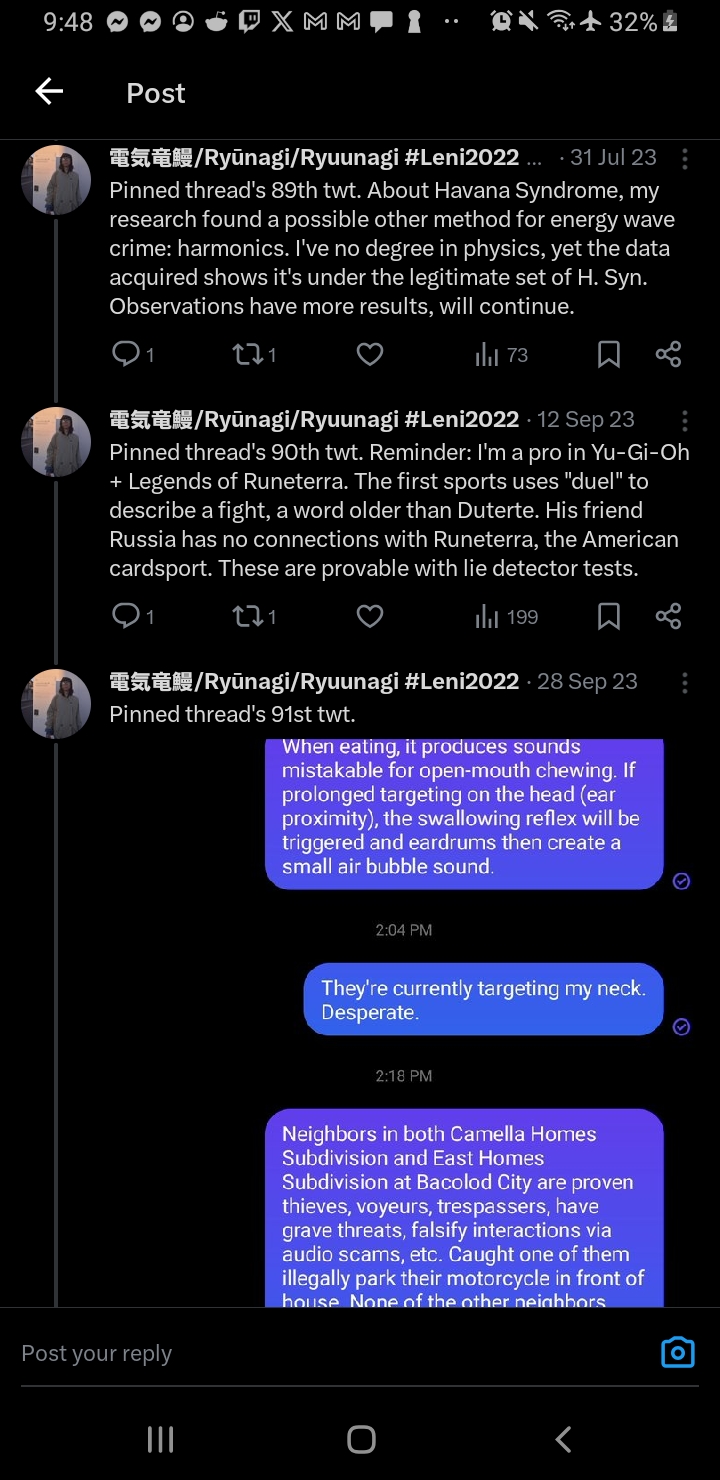 9:48
32%
Post
電気竜鰻/Ryūnagi/Ryuunagi #Leni2022 ... · 31 Jul 23
Pinned thread's 89th twt. About Havana Syndrome, my
research found a possible other method for energy wave
crime: harmonics. I've no degree in physics, yet the data
acquired shows it's under the legitimate set of H. Syn.
Observations have more results, will continue.
1 1 73
電気竜鰻/Ryūnagi/Ryuunagi #Leni2022 · 12 Sep 23
Pinned thread's 90th twt. Reminder: I'm a pro in Yu-Gi-Oh
+ Legends of Runeterra. The first sports uses "duel" to
describe a fight, a word older than Duterte. His friend
Russia has no connections with Runeterra, the American
cardsport. These are provable with lie detector tests.
1 1 199
電気竜鰻/Ryūnagi/Ryuunagi #Leni2022 · 28 Sep 23
Pinned thread's 91st twt.
When eating, it produces sounds
mistakable for open-mouth chewing. If
prolonged targeting on the head (ear
proximity), the swallowing reflex will be
triggered and eardrums then create a
small air bubble sound.
2:04 PM
They're currently targeting my neck.
Desperate.
2:18 PM
Neighbors in both Camella Homes
Subdivision and East Homes
Subdivision at Bacolod City are proven
thieves, voyeurs, trespassers, have
grave threats, falsify interactions via
audio scams, etc. Caught one of them
illegally park their motorcycle in front of
house. None of the other neighbors
Post your reply